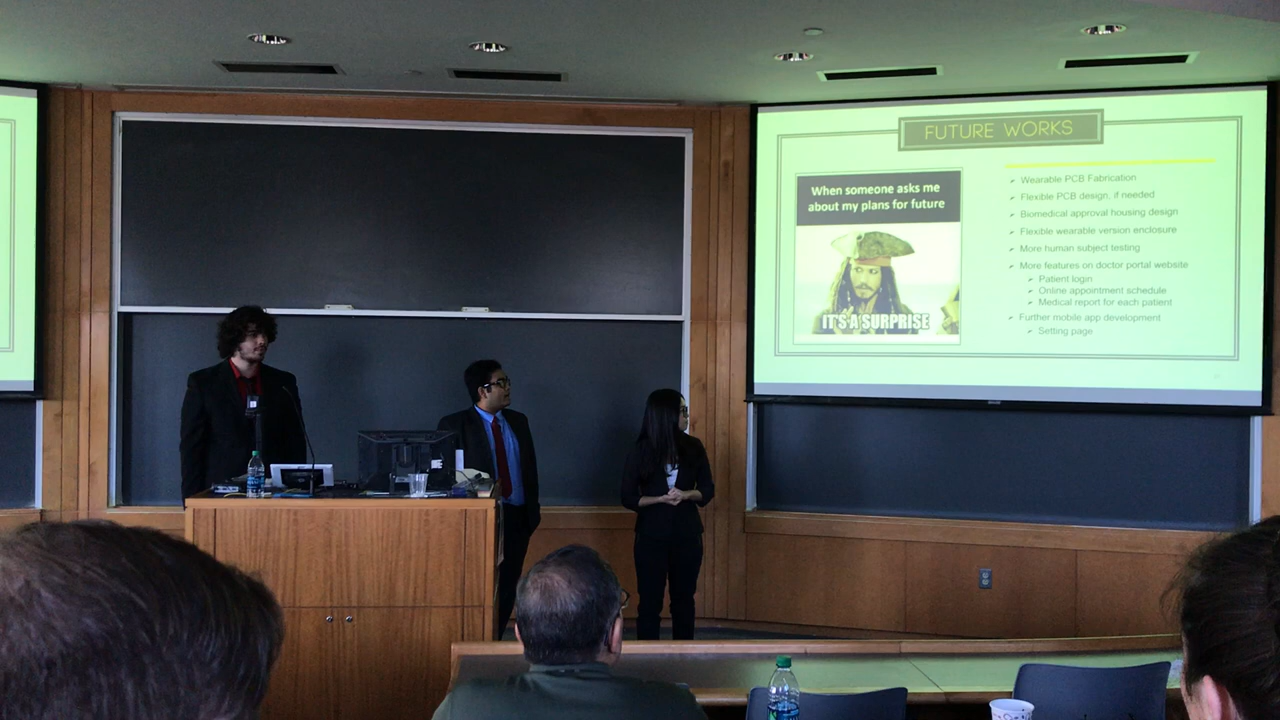 FUTURE WORKS
When someone asks me
about my plans for future
IT'S A SURPRISE
Wearable PCB Fabrication
Flexible PCB design, if needed
Biomedical approval housing design
Flexible wearable version enclosure
More human subject testing
More features on doctor portal website
Patient login
Online appointment schedule
Medical report for each patient
Further mobile app development
Setting page